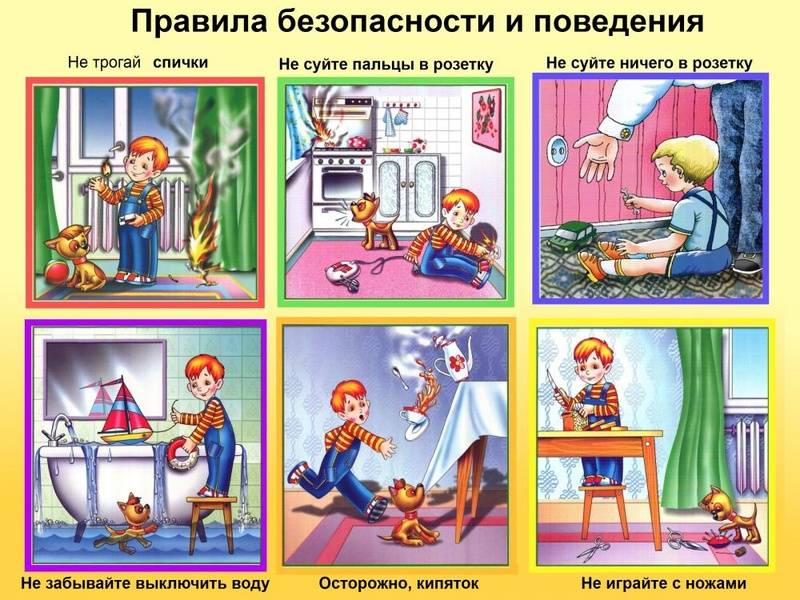 Правила безопасности и поведения
Не трогай спички
Не суйте пальцы в розетку
Не суйте ничего в розетку
Не забывайте выключить воду
Осторожно, кипяток
Не играйте с ножами